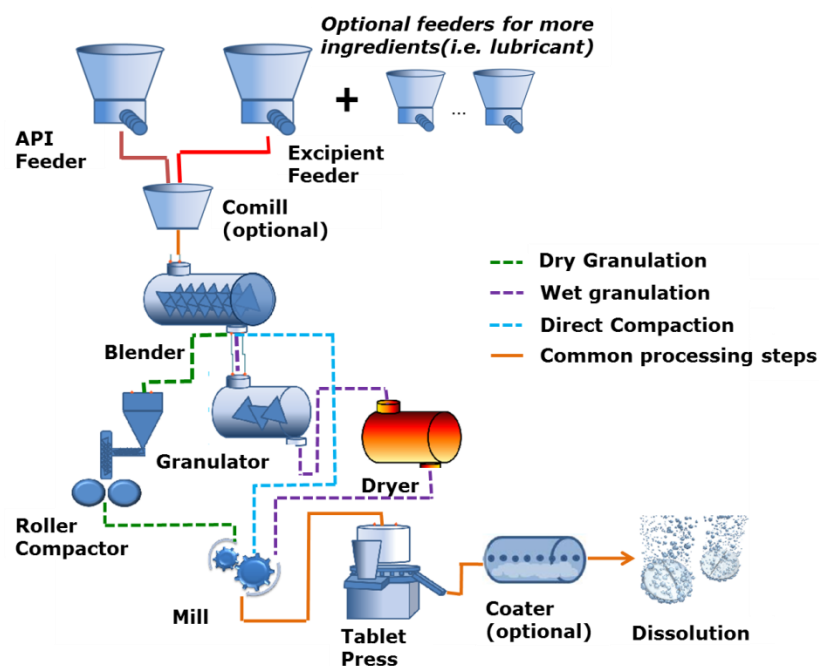 Optional feeders for more
ingredients(i.e. lubricant)
+
...
API
Feeder
Excipient
Feeder
Comill
(optional)
Dry Granulation
Wet granulation
Direct Compaction
Common processing steps
Blender
Granulator
Dryer
Roller
Compactor
Mill
Tablet
Press
Coater
(optional)
Dissolution